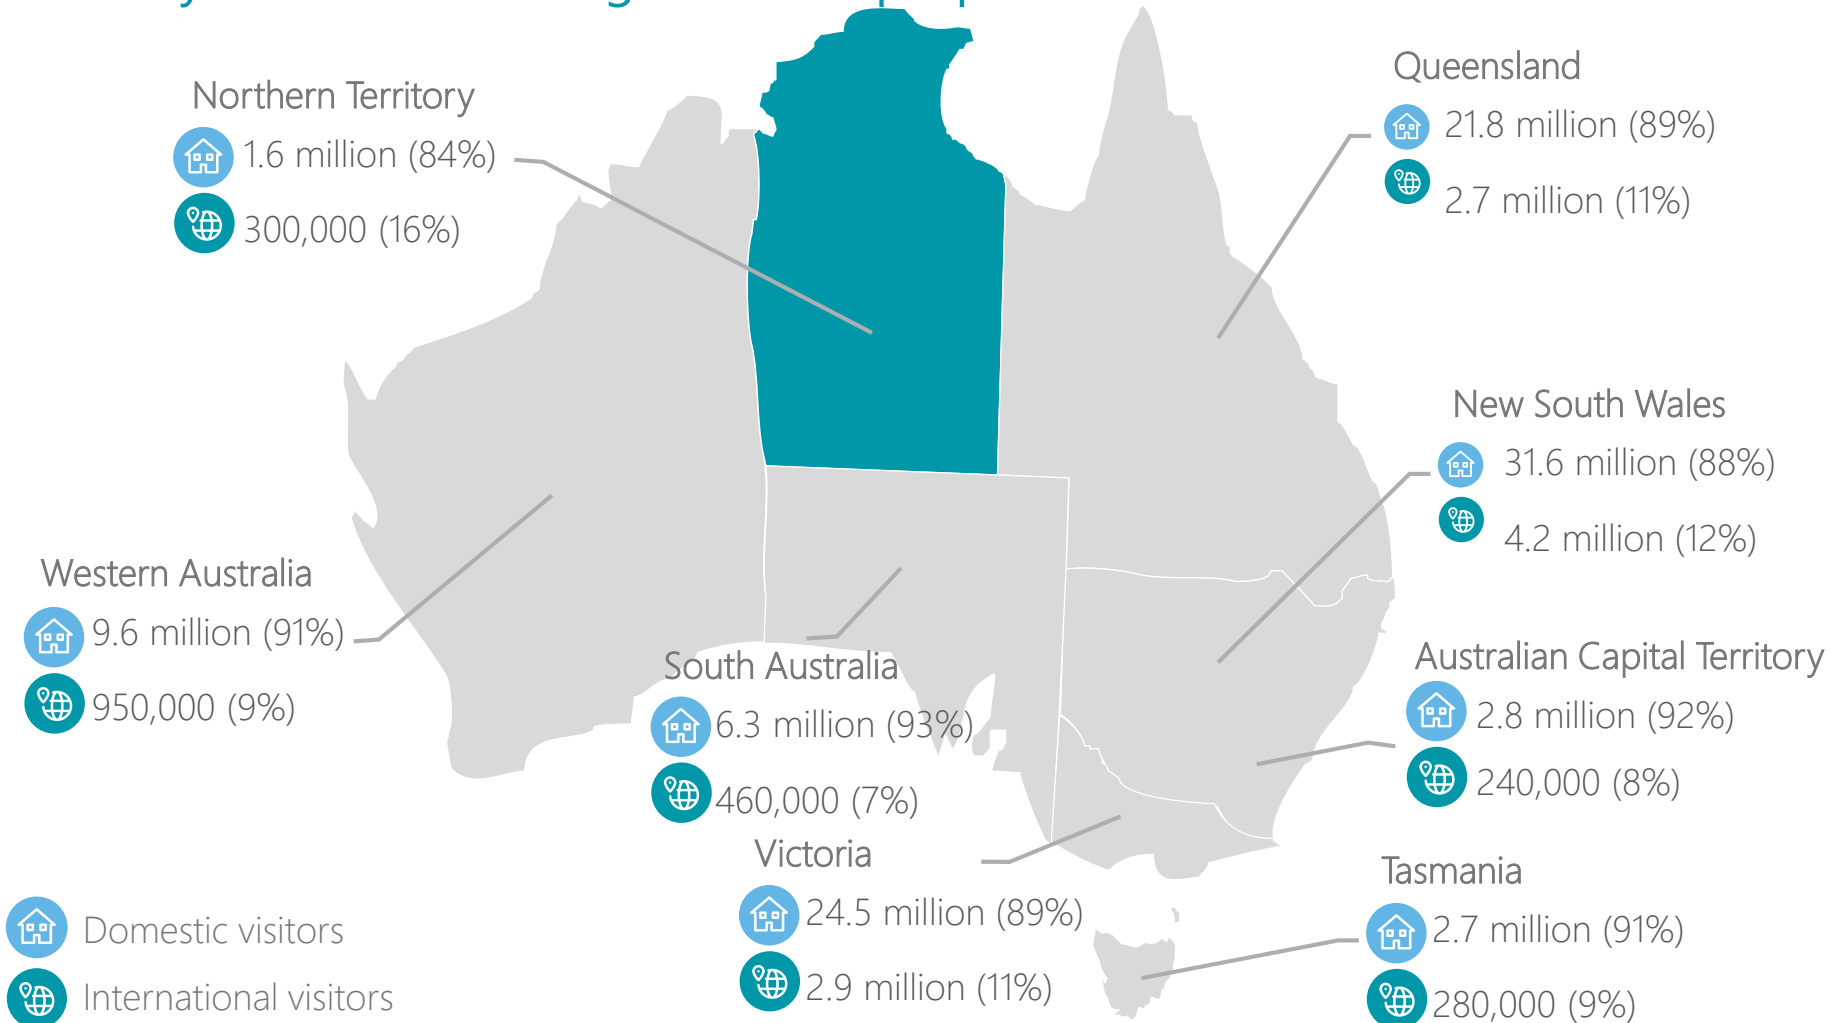 Northern Territory
1.6 million (84%)
300,000 (16%)
Queensland
21.8 million (89%)
2.7 million (11%)
New South Wales
31.6 million (88%)
4.2 million (12%)
Western Australia
9.6 million (91%)
950,000 (9%)
South Australia
6.3 million (93%)
460,000 (7%)
Australian Capital Territory
2.8 million (92%)
240,000 (8%)
Victoria
24.5 million (89%)
2.9 million (11%)
Tasmania
2.7 million (91%)
280,000 (9%)
Domestic visitors
International visitors